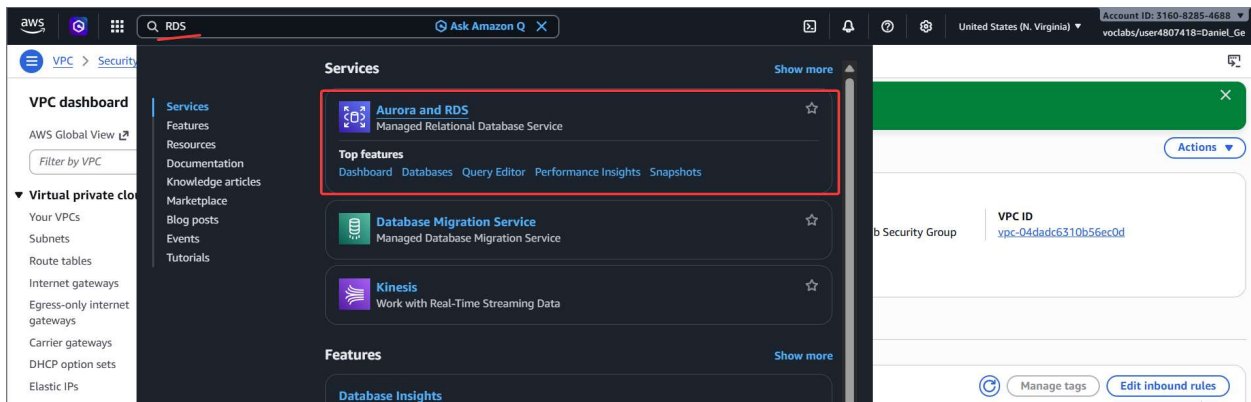 aws
RDS
Ask Amazon Q
United States (N. Virginia)
Account ID: 3160-8285-4688
voclabs/user4807418=Daniel_Ge
VPC > Security
VPC dashboard
AWS Global View
Filter by VPC
Virtual private clou
Your VPCs
Subnets
Route tables
Internet gateways
Egress-only internet
gateways
Carrier gateways
DHCP option sets
Elastic IPs
Services
Features
Resources
Documentation
Knowledge articles
Marketplace
Blog posts
Events
Tutorials
Services
Show more
Aurora and RDS
Managed Relational Database Service
Top features
Dashboard Databases Query Editor Performance Insights Snapshots
Database Migration Service
Managed Database Migration Service
Kinesis
Work with Real-Time Streaming Data
Features
Show more
Database Insights
Actions
b Security Group
VPC ID
vpc-04dadc6310b56ec0d
Manage tags
Edit inbound rules